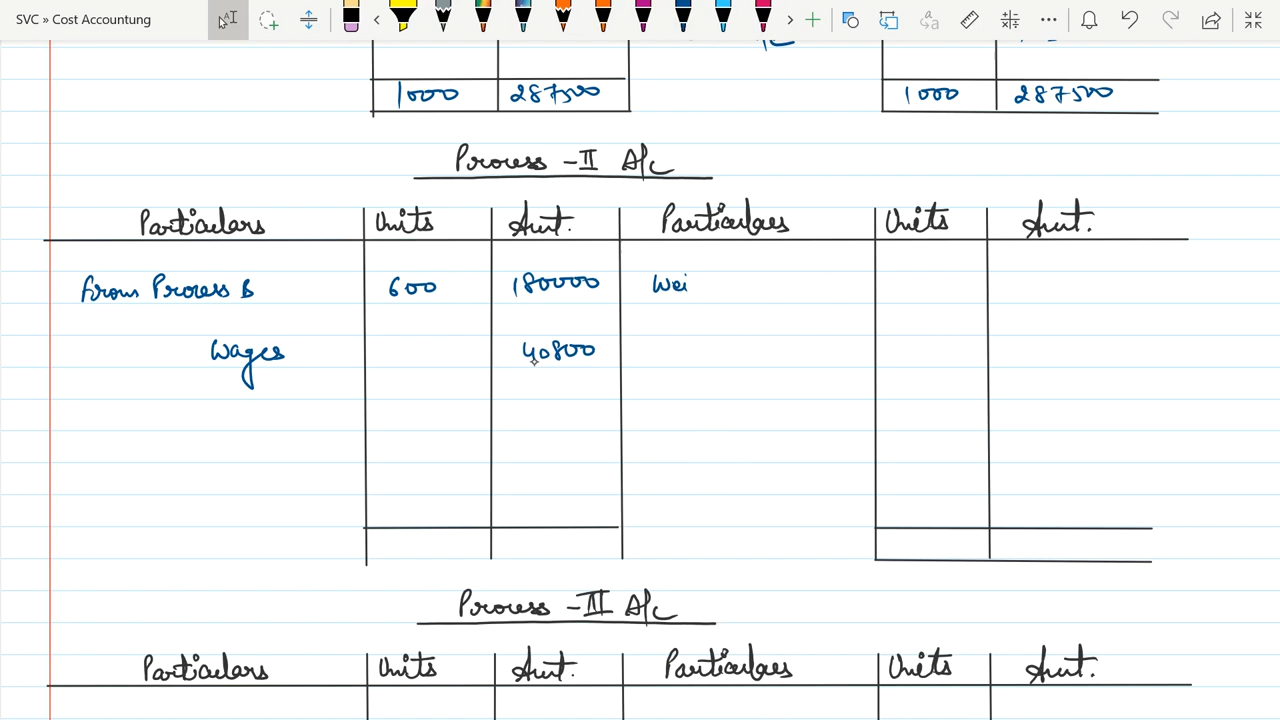 SVC » Cost Accountung
1000 287500 1000 287500
Process - II A/c
Particulars Units Amt. Particulars Units Amt.
from Process B 600 180000 Wei
Wages 40800
Process - III A/c
Particulars Units Amt. Particulars Units Amt.